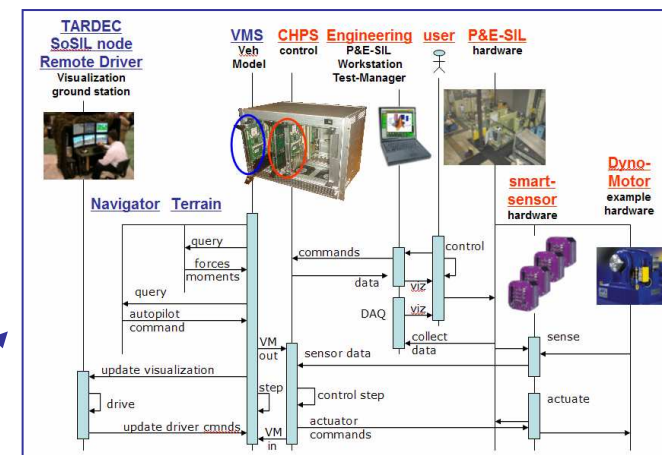 TARDEC
SoSIL node
Remote Driver
Visualization
ground station
VMS
Veh
Model
CHPS
control
Engineering
P&E-SIL
Workstation
Test-Manager
user
P&E-SIL
hardware
smart-
sensor
hardware
Dyno-
Motor
example
hardware
Navigator
Terrain
query
forces
moments
query
autopilot
command
commands
data
control
viz
DAQ
viz
collect
data
sense
VM
out
sensor data
update visualization
drive
step
control step
actuate
update driver cmnds
VM
in
actuator
commands